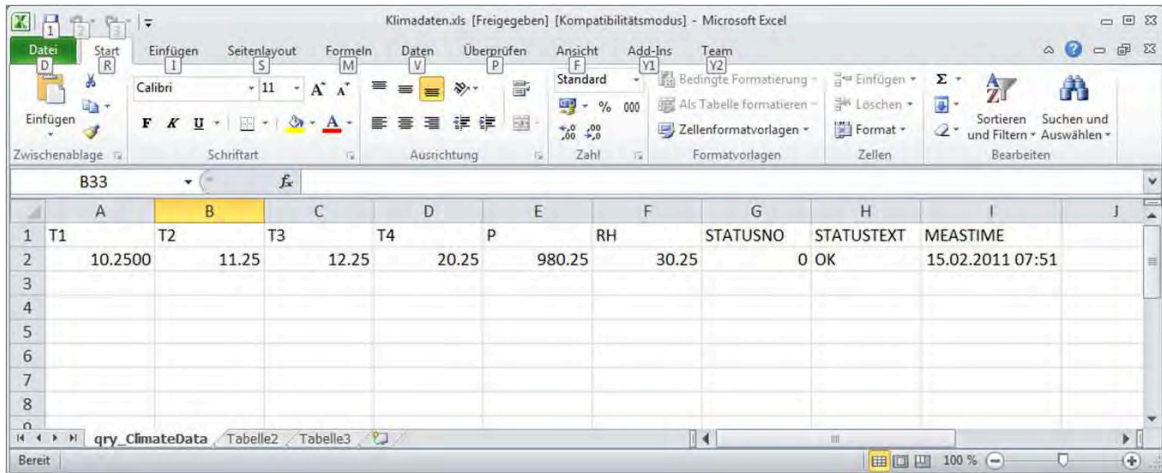 Klimadaten.xls [Freigegeben] [Kompatibilitätsmodus] - Microsoft Excel
1 2 3
Datei Start Einfügen Seitenlayout Formeln Daten Überprüfen Ansicht Add-Ins Team
D R I S M V P F Y1 Y2
Einfügen
Calibri 11 A A
F K U A
Standard
% 000
Bedingte Formatierung
Als Tabelle formatieren
Zellenformatvorlagen
Einfügen
Löschen
Format
Σ
Sortieren und Filtern
Suchen und Auswählen
Zwischenablage Schriftart Ausrichtung Zahl Formatvorlagen Zellen Bearbeiten
B33 fx
A B C D E F G H I J
1 T1 T2 T3 T4 P RH STATUSNO STATUSTEXT MEASTIME
2 10.2500 11.25 12.25 20.25 980.25 30.25 0 OK 15.02.2011 07:51
3
4
5
6
7
8
9
qry_ClimateData Tabelle2 Tabelle3
Bereit 100 %